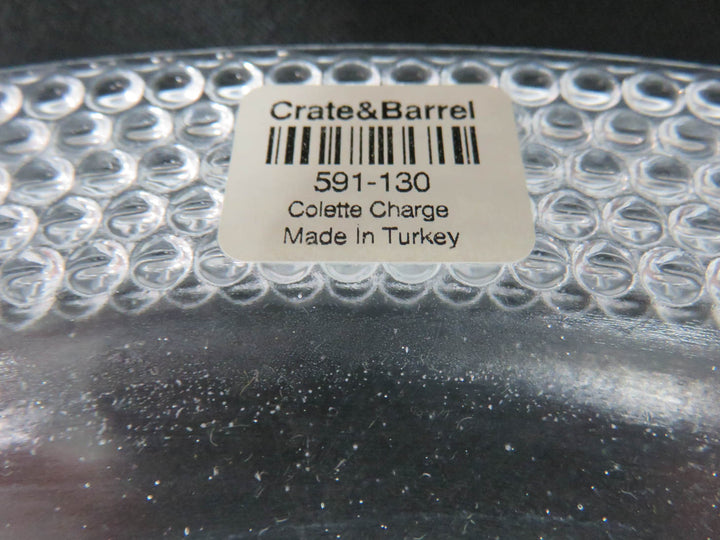 Crate&Barrel
591-130
Colette Charge
Made In Turkey